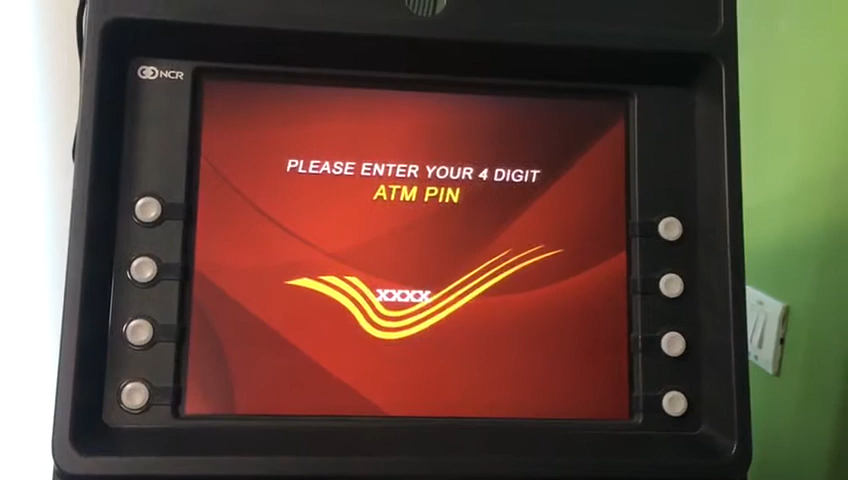 NCR
PLEASE ENTER YOUR 4 DIGIT
ATM PIN
XXXX